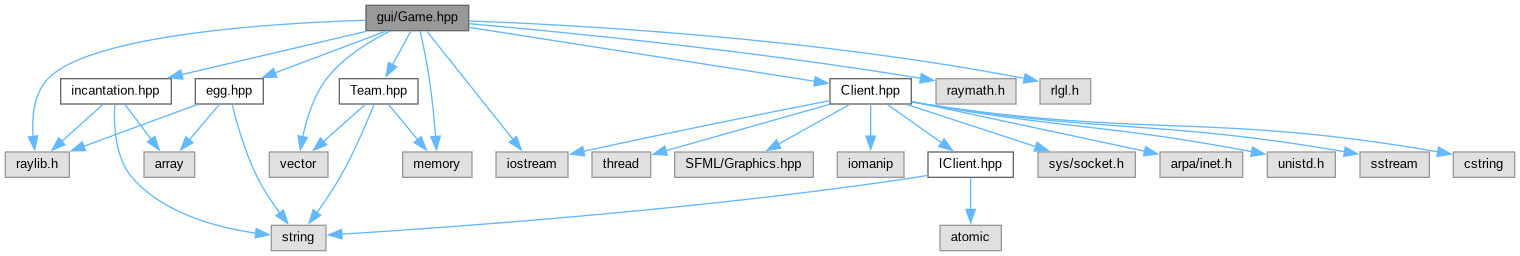 gui/Game.hpp
incantation.hpp
egg.hpp
Team.hpp
Client.hpp
raymath.h
rlgl.h
raylib.h
array
vector
memory
iostream
thread
SFML/Graphics.hpp
iomanip
IClient.hpp
sys/socket.h
arpa/inet.h
unistd.h
sstream
cstring
string
atomic